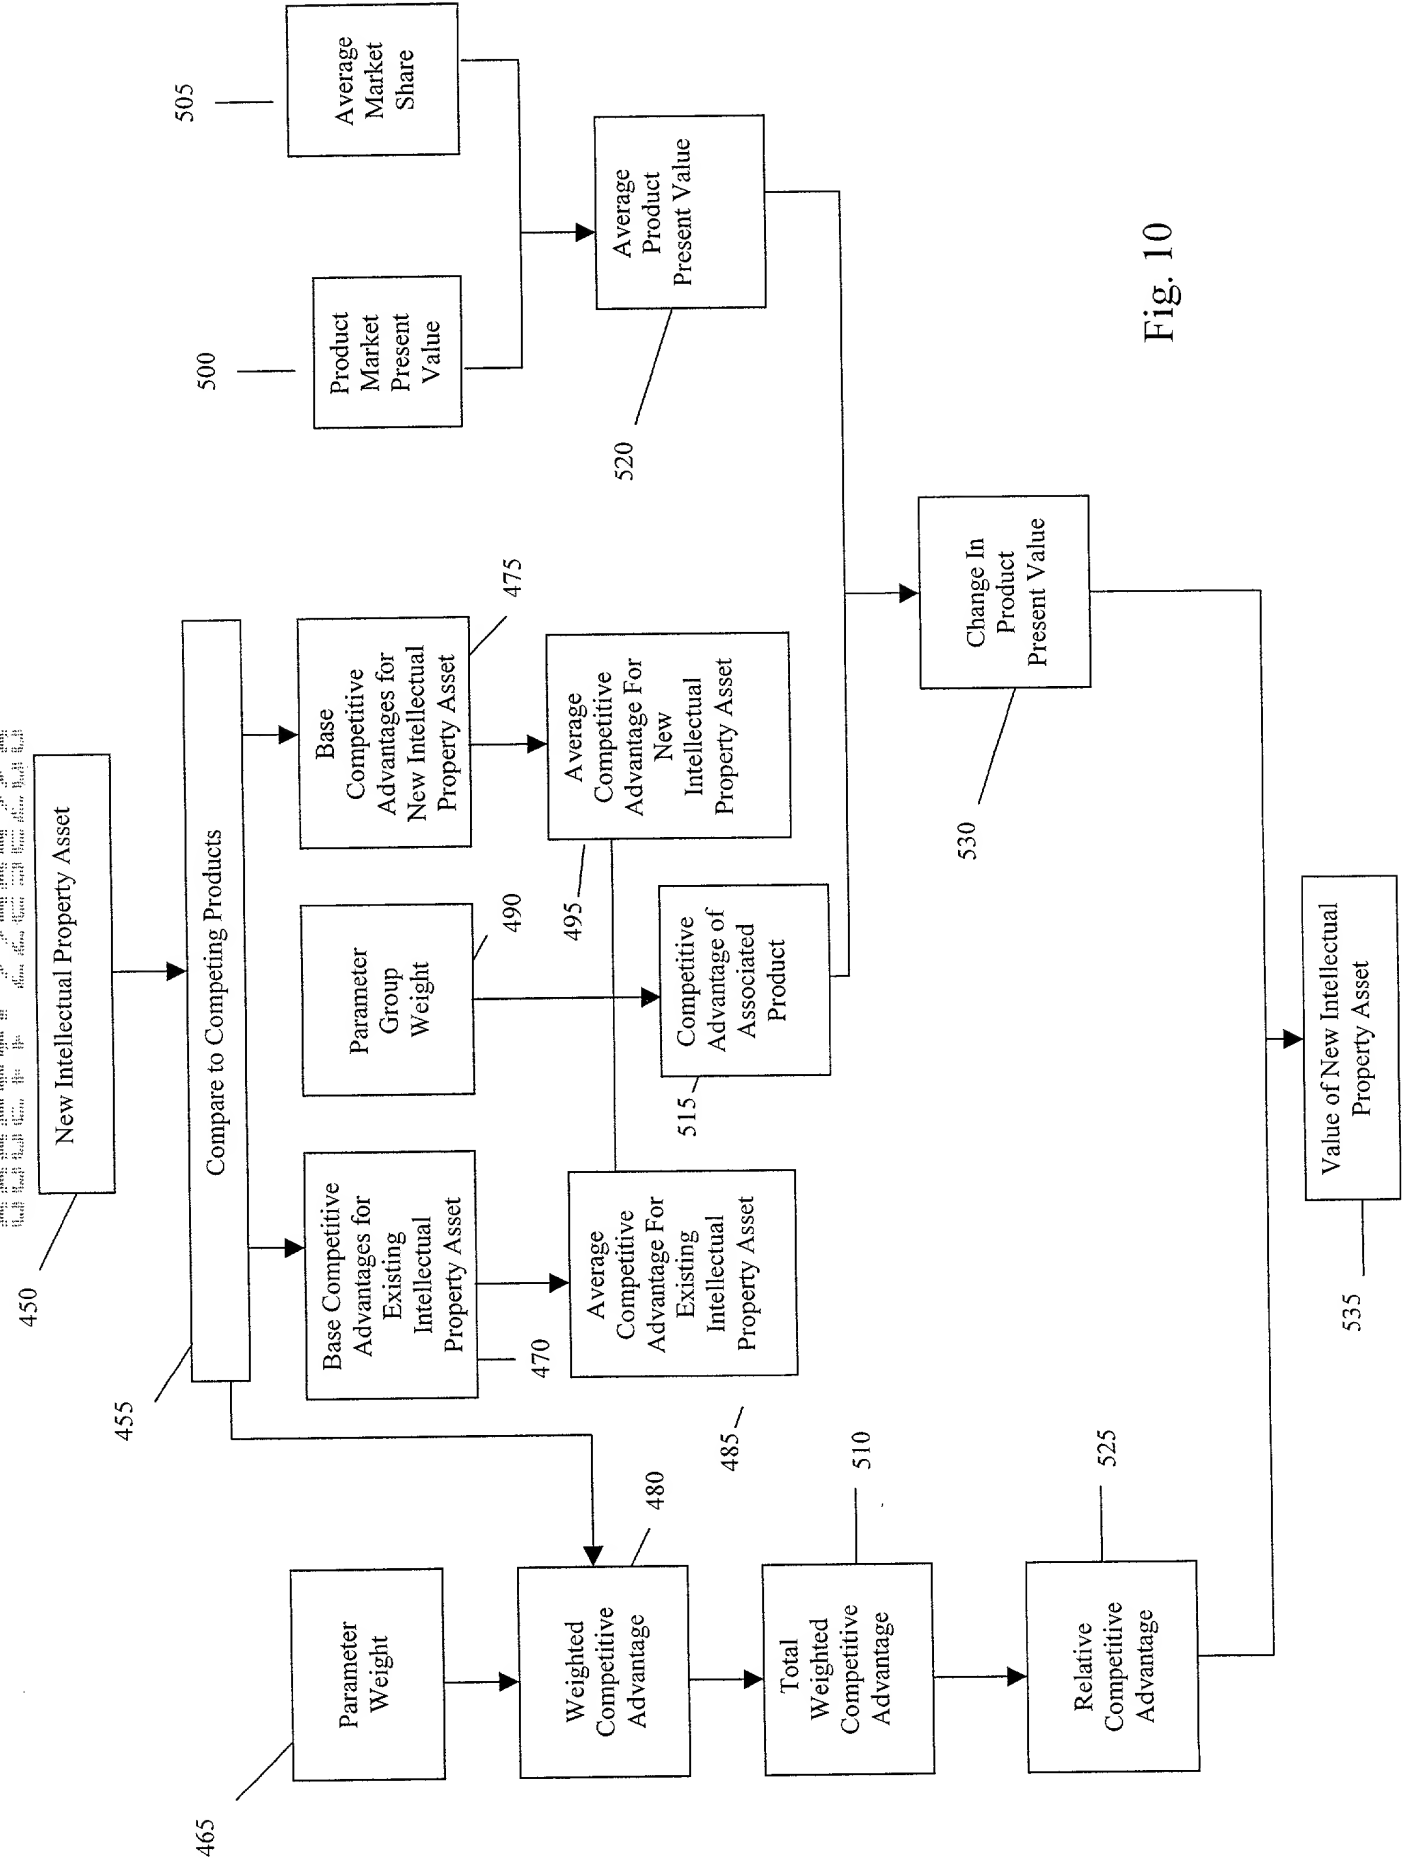 450
New Intellectual Property Asset
455
Compare to Competing Products
465
Parameter
Weight
Base Competitive
Advantages for
Existing
Intellectual
Property Asset
470
Parameter
Group
Weight
490
Base
Competitive
Advantages for
New Intellectual
Property Asset
475
500
Product
Market
Present
Value
505
Average
Market
Share
Weighted
Competitive
Advantage
480
Average
Competitive
Advantage For
Existing
Intellectual
Property Asset
485
515
Competitive
Advantage of
Associated
Product
495
Average
Competitive
Advantage For
New
Intellectual
Property Asset
520
Average
Product
Present Value
Total
Weighted
Competitive
Advantage
510
530
Change In
Product
Present Value
Relative
Competitive
Advantage
525
535
Value of New Intellectual
Property Asset
Fig. 10